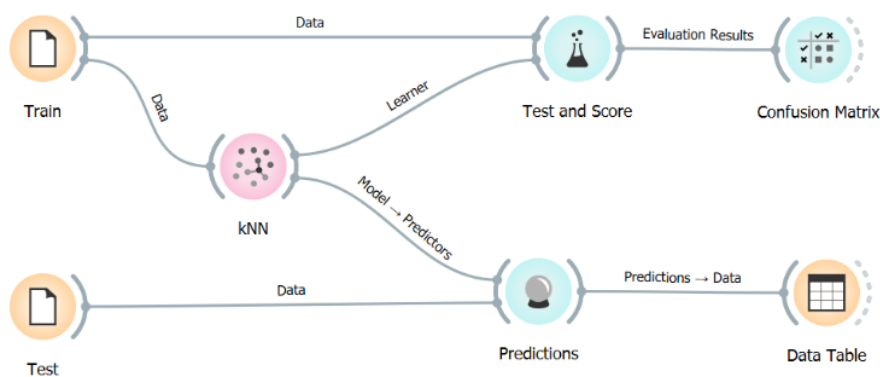 Data
Evaluation Results
Train
Data
Learner
Test and Score
Confusion Matrix
kNN
Model → Predictors
Data
Predictions → Data
Test
Predictions
Data Table